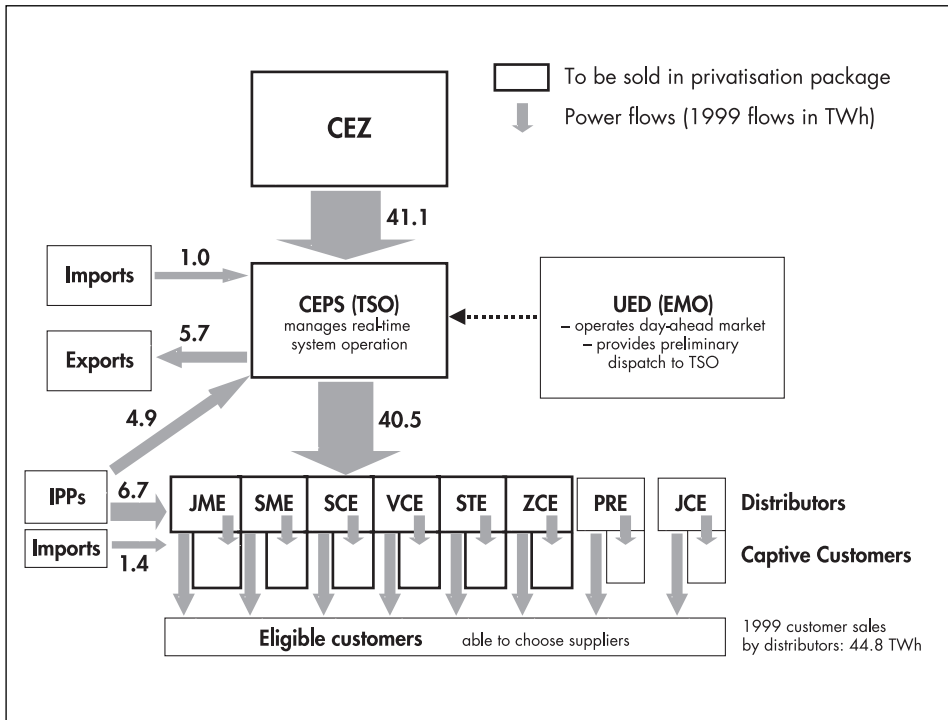 CEZ
To be sold in privatisation package
Power flows (1999 flows in TWh)
41.1
Imports
1.0
CEPS (TSO)
manages real-time
system operation
UED (EMO)
– operates day-ahead market
– provides preliminary
dispatch to TSO
Exports
5.7
4.9
40.5
IPPs
6.7
JME
SME
SCE
VCE
STE
ZCE
PRE
JCE
Distributors
Imports
1.4
Captive Customers
Eligible customers able to choose suppliers
1999 customer sales
by distributors: 44.8 TWh